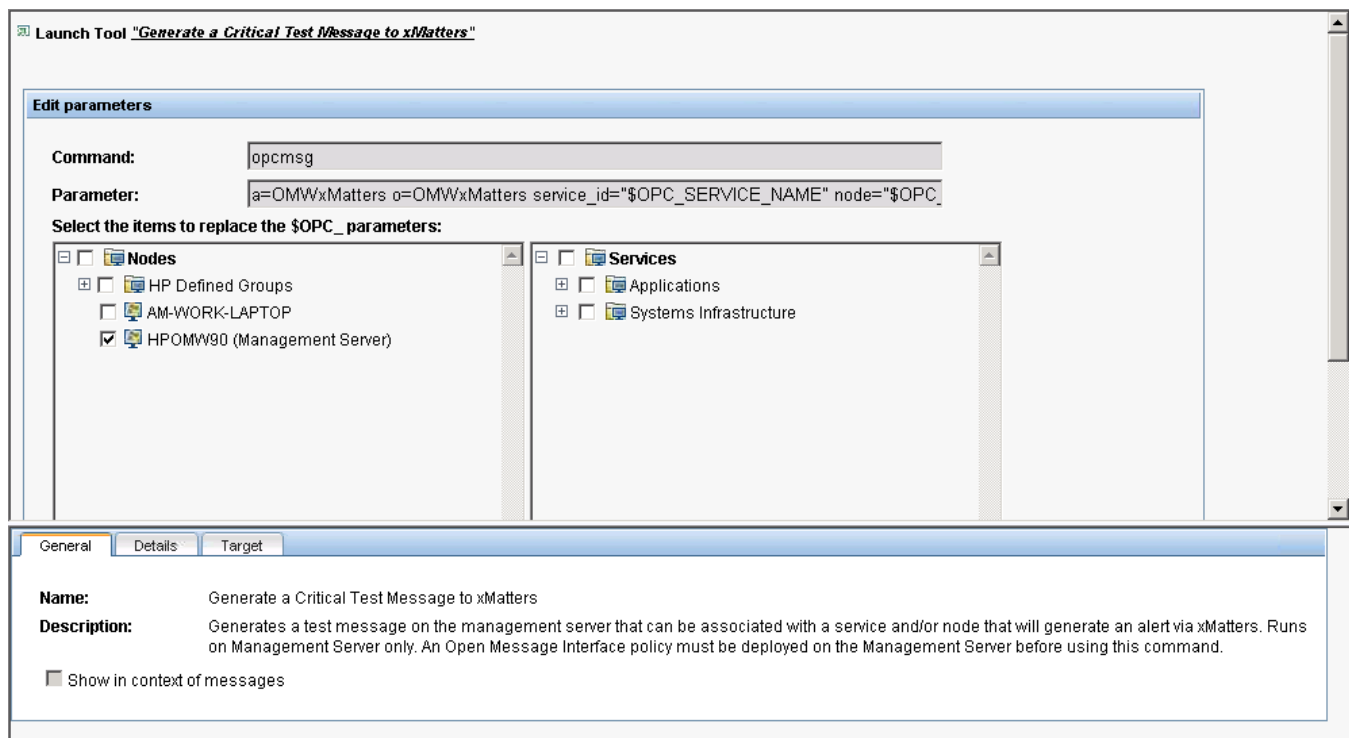 Launch Tool "Generate a Critical Test Message to xMatters"
Edit parameters
Command: opcmsg
Parameter: a=OMWxMatters o=OMWxMatters service_id="$OPC_SERVICE_NAME" node="$OPC_
Select the items to replace the $OPC_ parameters:
Nodes
HP Defined Groups
AM-WORK-LAPTOP
HPOMW90 (Management Server)
Services
Applications
Systems Infrastructure
General Details Target
Name: Generate a Critical Test Message to xMatters
Description: Generates a test message on the management server that can be associated with a service and/or node that will generate an alert via xMatters. Runs
on Management Server only. An Open Message Interface policy must be deployed on the Management Server before using this command.
Show in context of messages